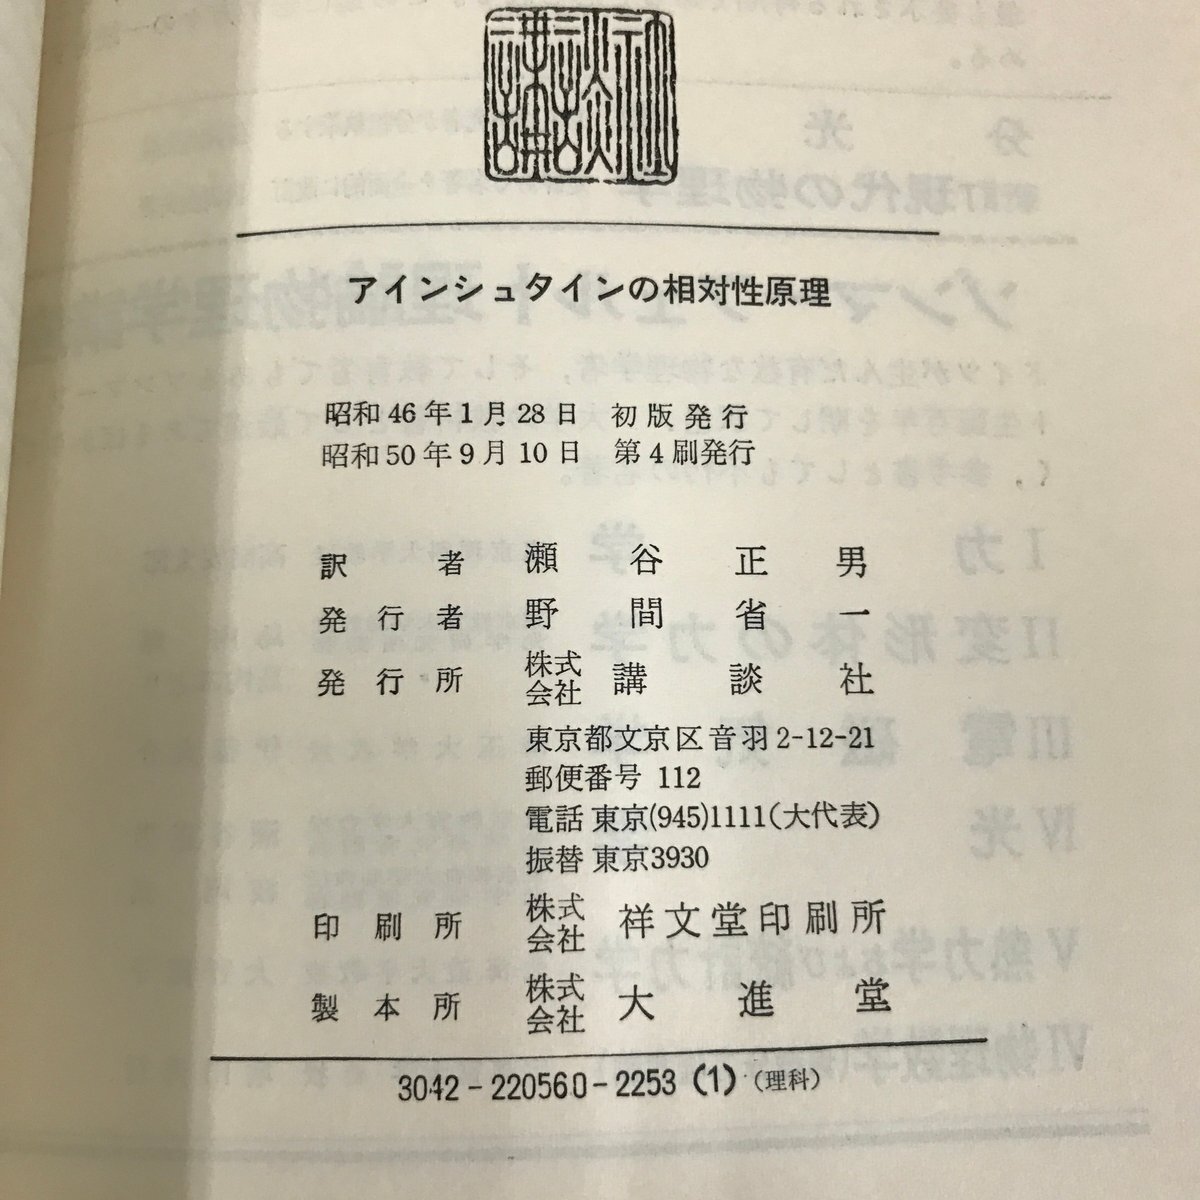 講談社
アインシュタインの相対性原理
昭和46年1月28日 初版発行
昭和50年9月10日 第4刷発行
訳者 瀬谷正男
発行者 野間省一
発行所 株式会社 講談社
東京都文京区音羽2-12-21
郵便番号 112
電話 東京(945)1111(大代表)
振替 東京3930
印刷所 株式会社 祥文堂印刷所
製本所 株式会社 大進堂
3042-220560-2253 (1) (理科)